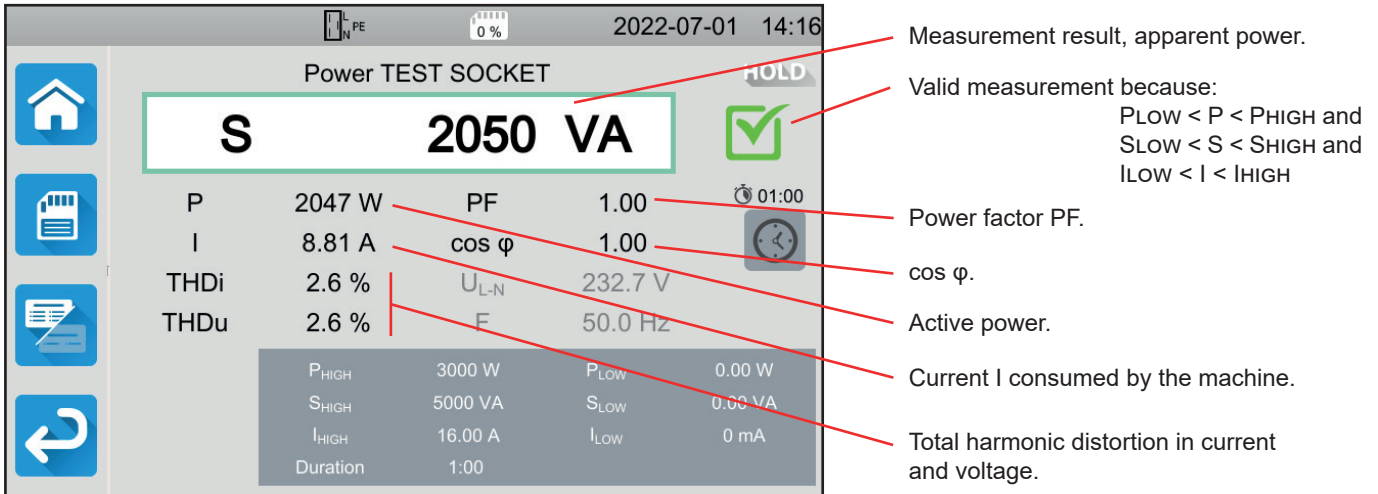 L
N PE
0 %
2022-07-01 14:16
Power TEST SOCKET
HOLD
S 2050 VA
P 2047 W PF 1.00
01:00
I 8.81 A cos φ 1.00
THDi 2.6 % UL-N 232.7 V
THDu 2.6 % F 50.0 Hz
PHIGH 3000 W PLOW 0.00 W
SHIGH 5000 VA SLOW 0.00 VA
IHIGH 16.00 A ILOW 0 mA
Duration 1:00
Measurement result, apparent power.
Valid measurement because:
PLOW < P < PHIGH and
SLOW < S < SHIGH and
ILOW < I < IHIGH
Power factor PF.
cos φ.
Active power.
Current I consumed by the machine.
Total harmonic distortion in current
and voltage.